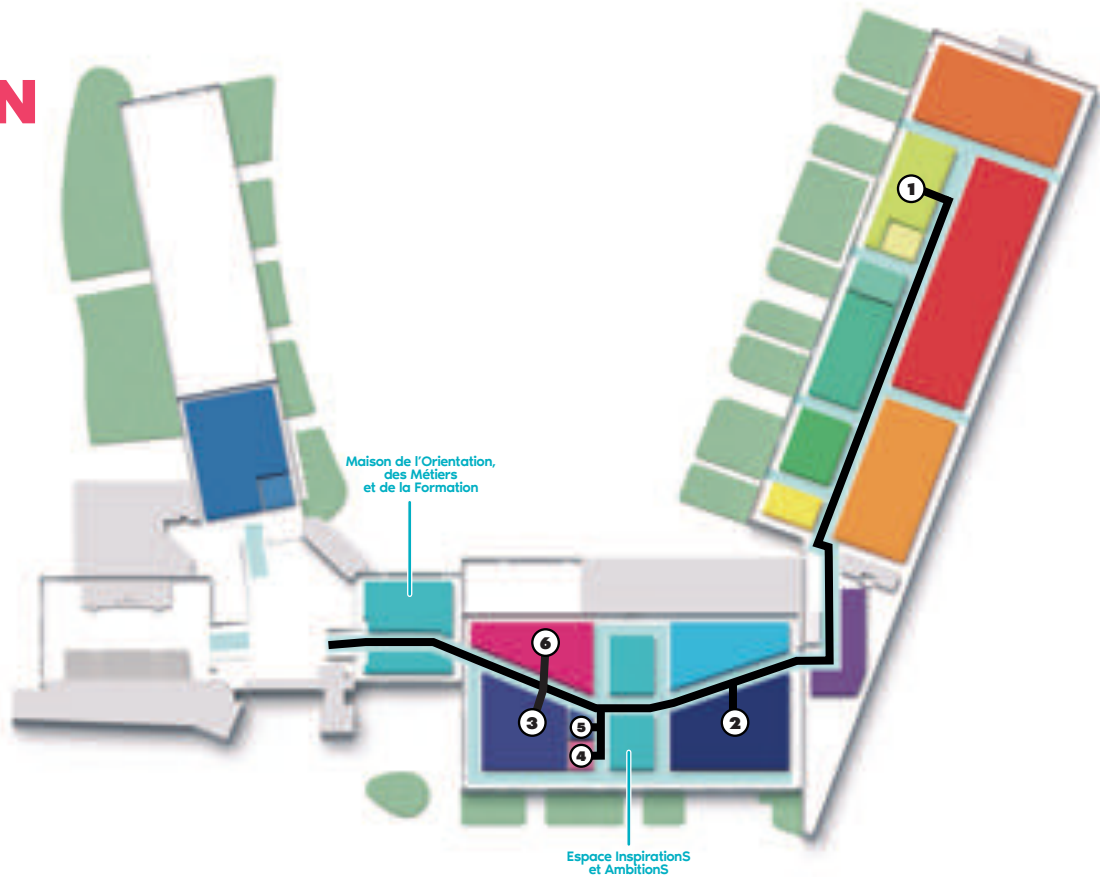 N
1
Maison de l'Orientation,
des Métiers
et de la Formation
6
3
5
2
4
Espace InspirationS
et AmbitionS